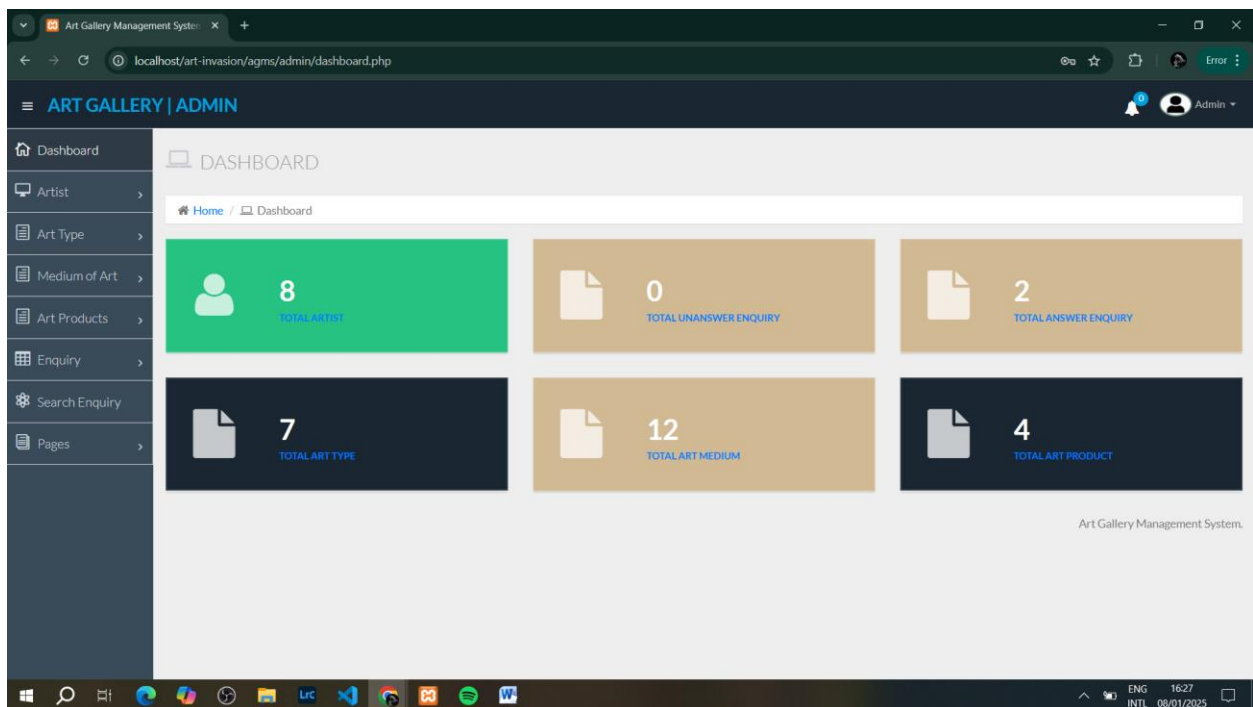 Art Gallery Management System
localhost/art-invasion/agms/admin/dashboard.php
Error
ART GALLERY | ADMIN
0
Admin
Dashboard
Artist
Art Type
Medium of Art
Art Products
Enquiry
Search Enquiry
Pages
DASHBOARD
Home / Dashboard
8
TOTAL ARTIST
0
TOTAL UNANSWER ENQUIRY
2
TOTAL ANSWER ENQUIRY
7
TOTAL ART TYPE
12
TOTAL ART MEDIUM
4
TOTAL ART PRODUCT
Art Gallery Management System.
LrC
W
ENG
INTL
16:27
08/01/2025